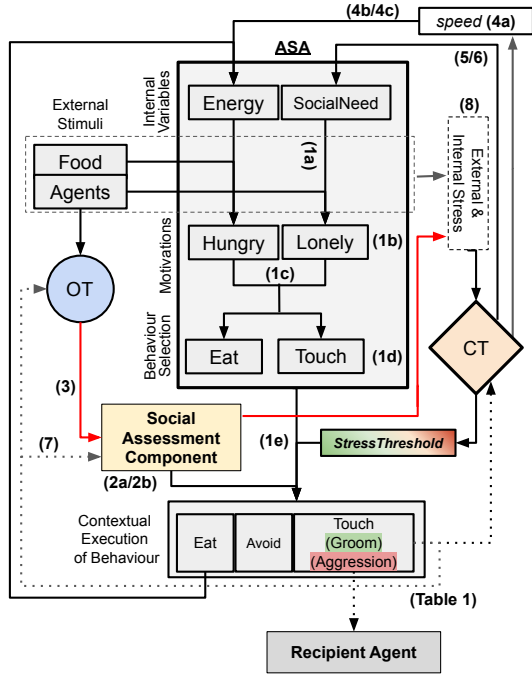 (4b/4c)
speed (4a)
ASA
(5/6)
External
Stimuli
Internal
Variables
Energy
SocialNeed
(8)
(1a)
External &
Internal Stress
Food
Agents
Motivations
Hungry
Lonely
(1b)
(1c)
OT
Behaviour
Selection
Eat
Touch
(1d)
CT
(3)
Social
Assessment
Component
(7)
(1e)
StressThreshold
(2a/2b)
Contextual
Execution
of Behaviour
Eat
Avoid
Touch
(Groom)
(Aggression)
(Table 1)
Recipient Agent